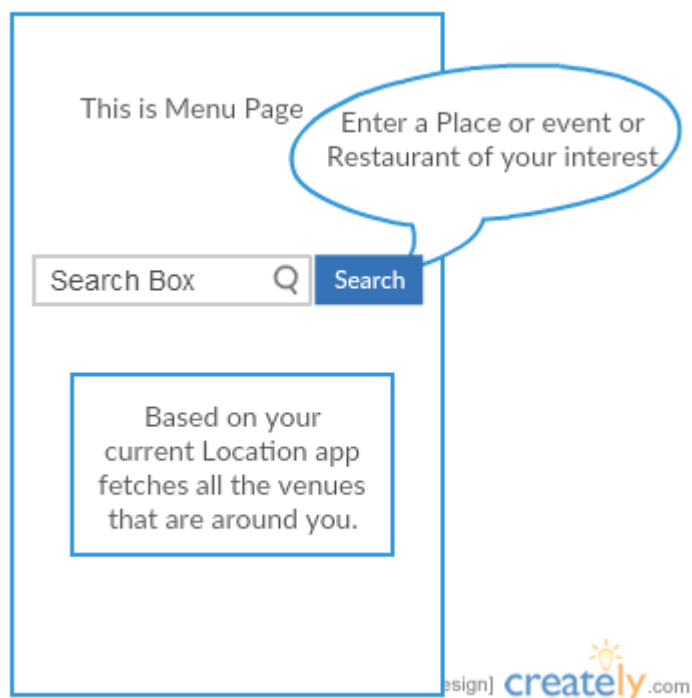 This is Menu Page
Enter a Place or event or
Restaurant of your interest
Search Box
Search
Based on your
current Location app
fetches all the venues
that are around you.
esign] creately.com